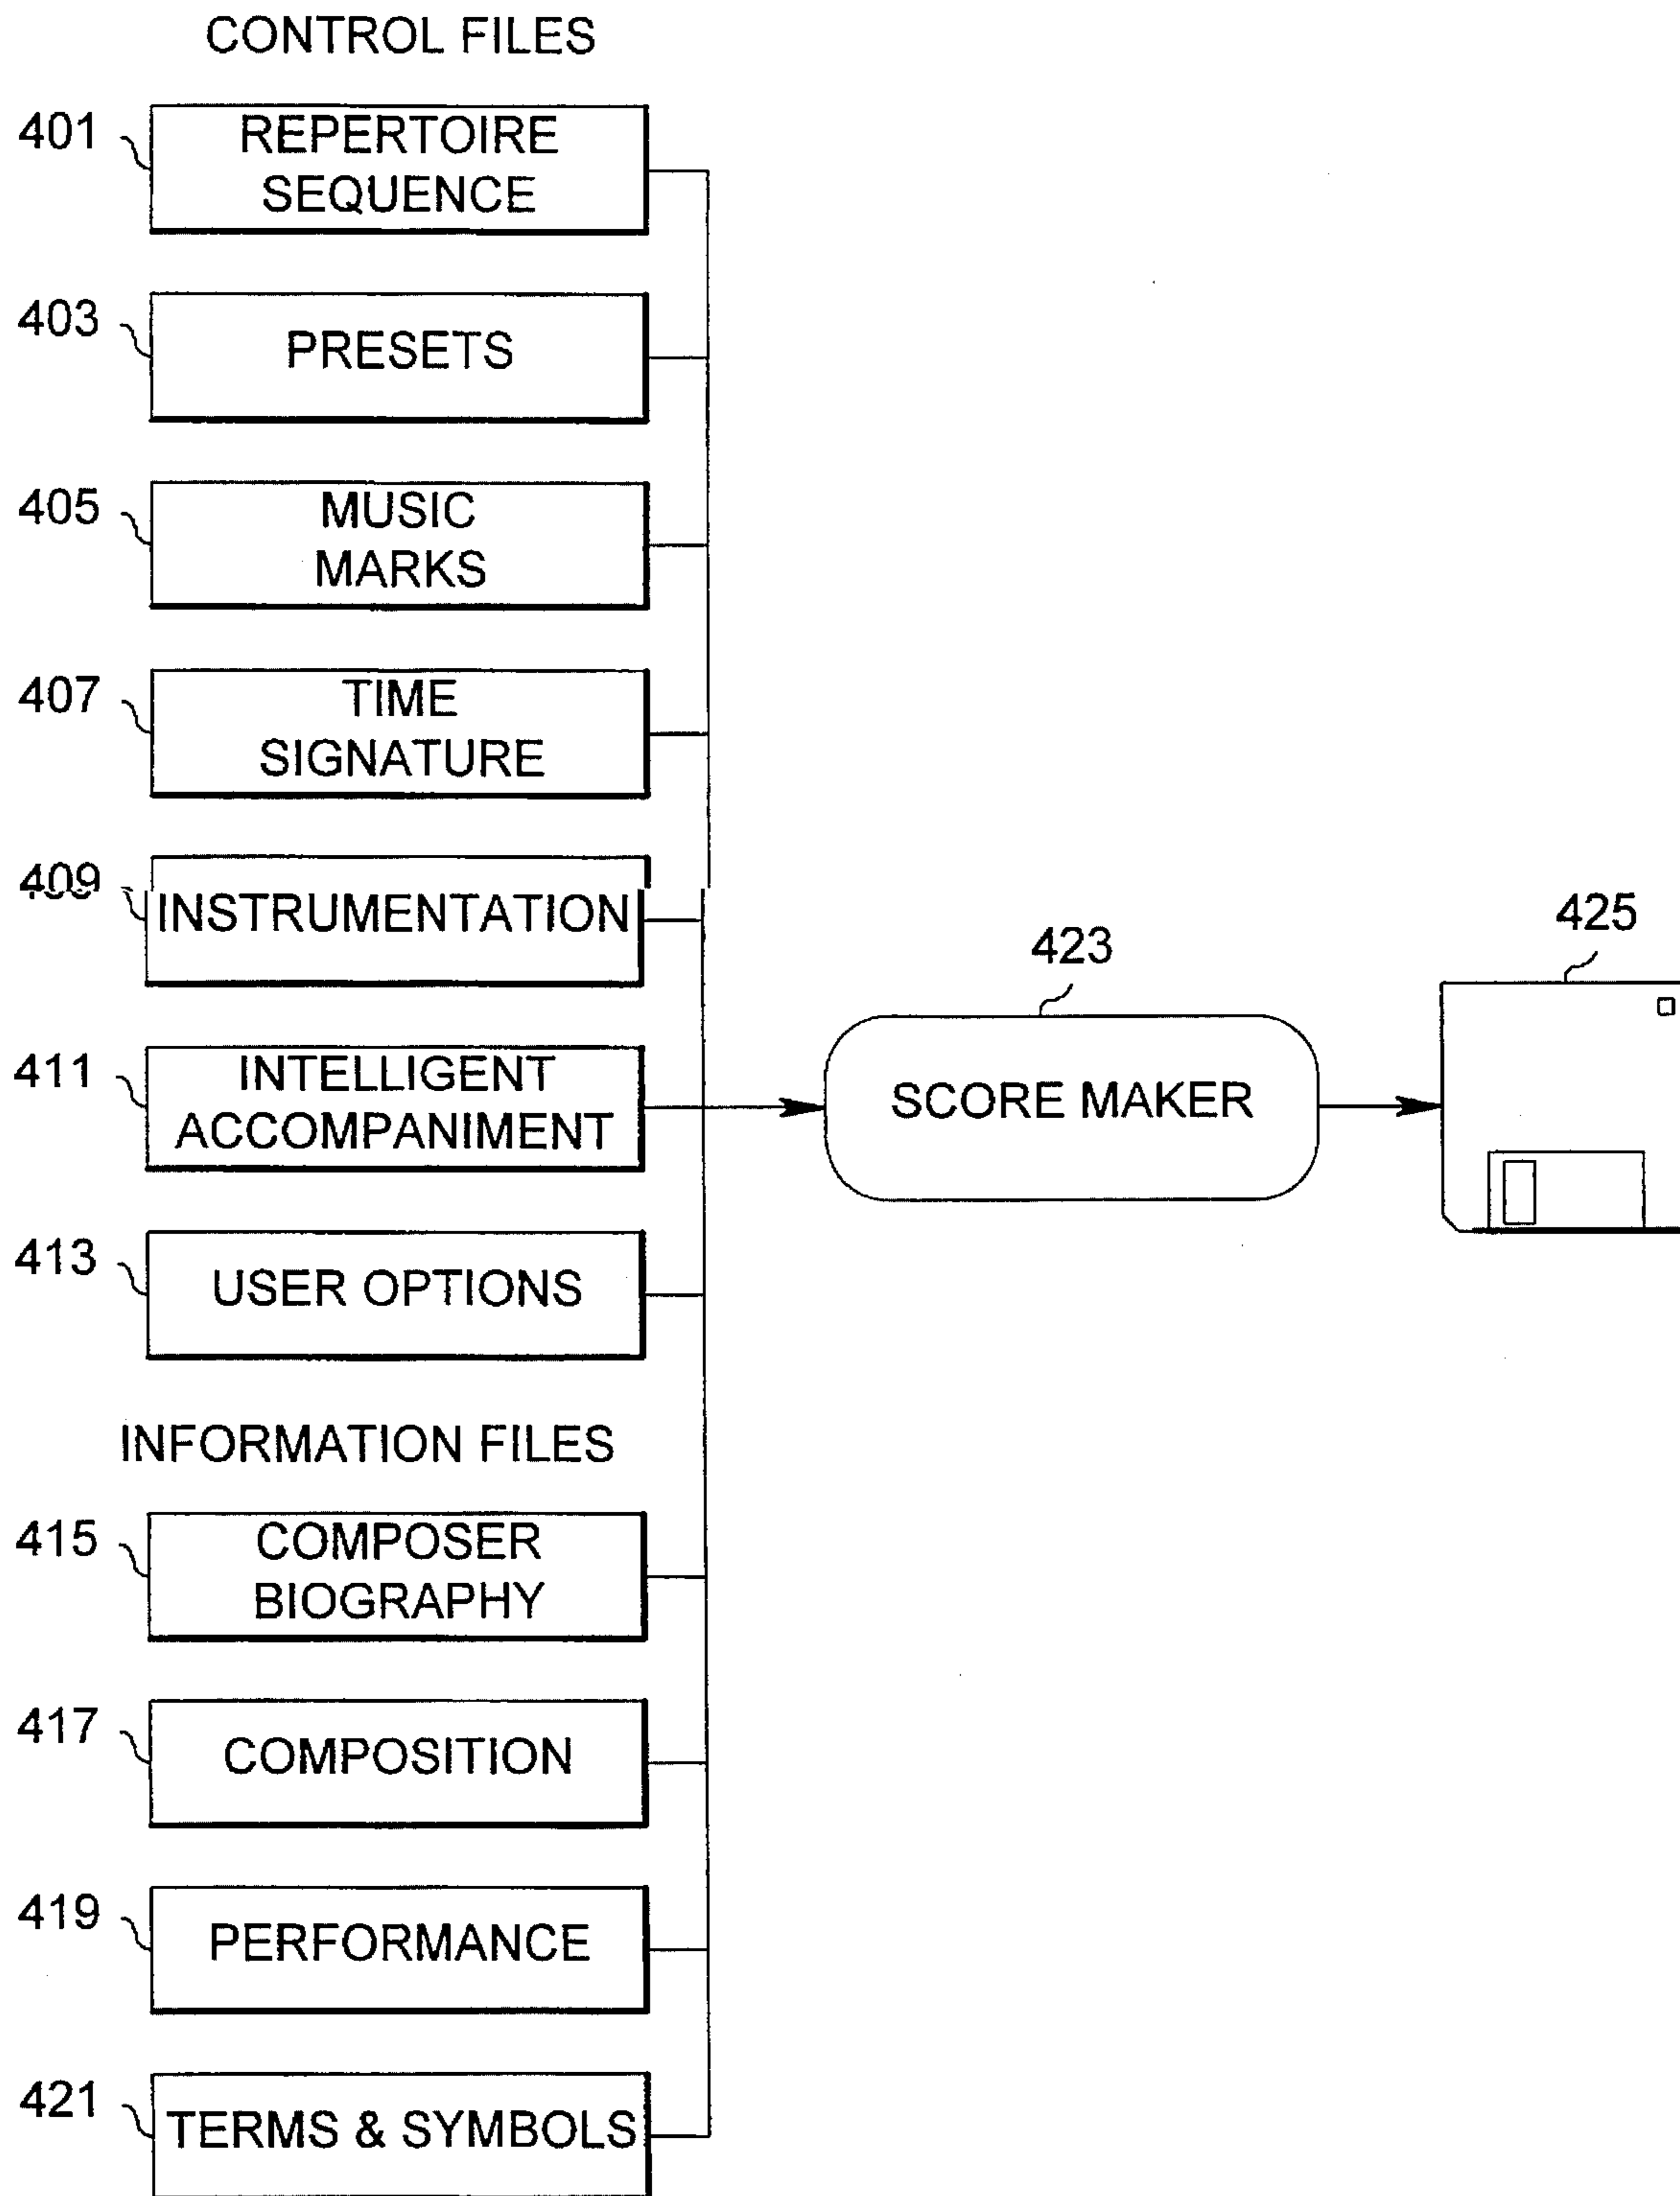 CONTROL FILES
401
REPERTOIRE
SEQUENCE
403
PRESETS
405
MUSIC
MARKS
407
TIME
SIGNATURE
409
INSTRUMENTATION
411
INTELLIGENT
ACCOMPANIMENT
413
USER OPTIONS
INFORMATION FILES
415
COMPOSER
BIOGRAPHY
417
COMPOSITION
419
PERFORMANCE
421
TERMS & SYMBOLS
423
SCORE MAKER
425